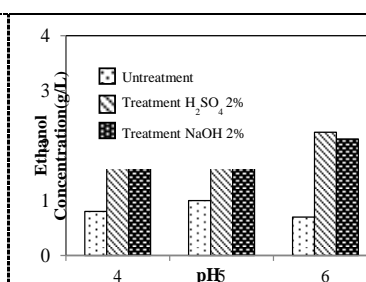 4
3
2
1
0
Ethanol
Concentration(g/L)
Untreatment
Treatment H2SO4 2%
Treatment NaOH 2%
4 5 6
pH